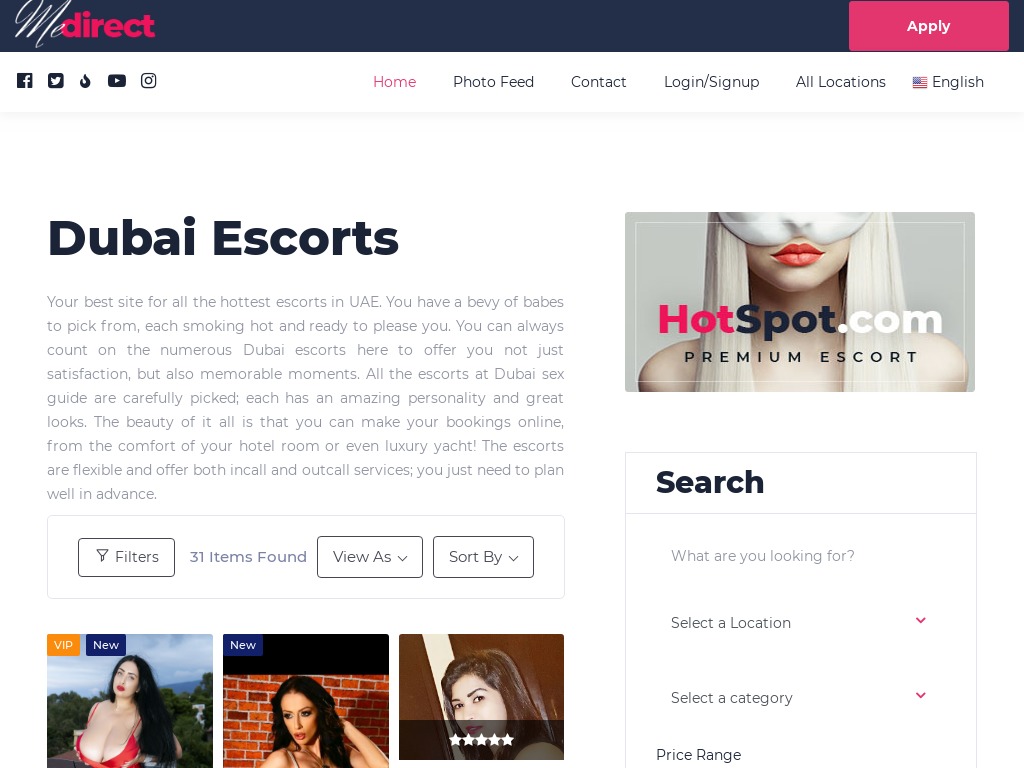 Me direct
Apply
Home
Photo Feed
Contact
Login/Signup
All Locations
English
Dubai Escorts
Your best site for all the hottest escorts in UAE. You have a bevy of babes
to pick from, each smoking hot and ready to please you. You can always
count on the numerous Dubai escorts here to offer you not just
satisfaction, but also memorable moments. All the escorts at Dubai sex
guide are carefully picked; each has an amazing personality and great
looks. The beauty of it all is that you can make your bookings online,
from the comfort of your hotel room or even luxury yacht! The escorts
are flexible and offer both incall and outcall services; you just need to plan
well in advance.
Filters
31 Items Found
View As
Sort By
VIP
New
New
HotSpot.com
PREMIUM ESCORT
Search
What are you looking for?
Select a Location
Select a category
Price Range